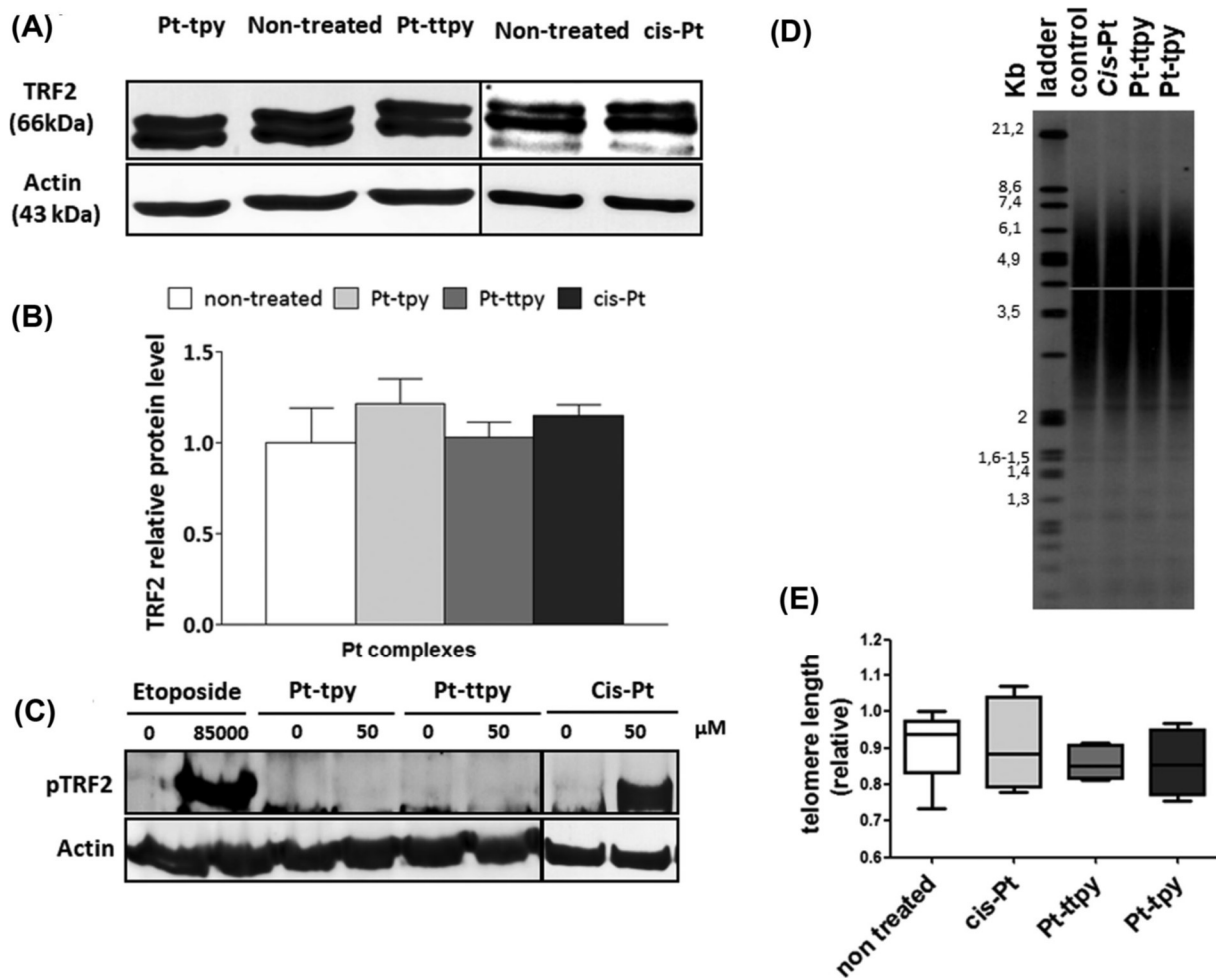 (A)
Pt-tpy Non-treated Pt-ttpy Non-treated cis-Pt
TRF2
(66kDa)
Actin
(43 kDa)
(B)
non-treated Pt-tpy Pt-ttpy cis-Pt
TRF2 relative protein level
1.5
1.0
0.5
0.0
Pt complexes
(C)
Etoposide Pt-tpy Pt-ttpy Cis-Pt
0 85000 0 50 0 50 0 50 μM
pTRF2
Actin
(D)
Kb ladder control Cis-Pt Pt-ttpy Pt-tpy
21,2
8,6
7,4
6,1
4,9
3,5
2
1,6-1,5
1,4
1,3
(E)
telomere length
(relative)
1.2
1.1
1.0
0.9
0.8
0.7
0.6
non treated cis-Pt Pt-ttpy Pt-tpy